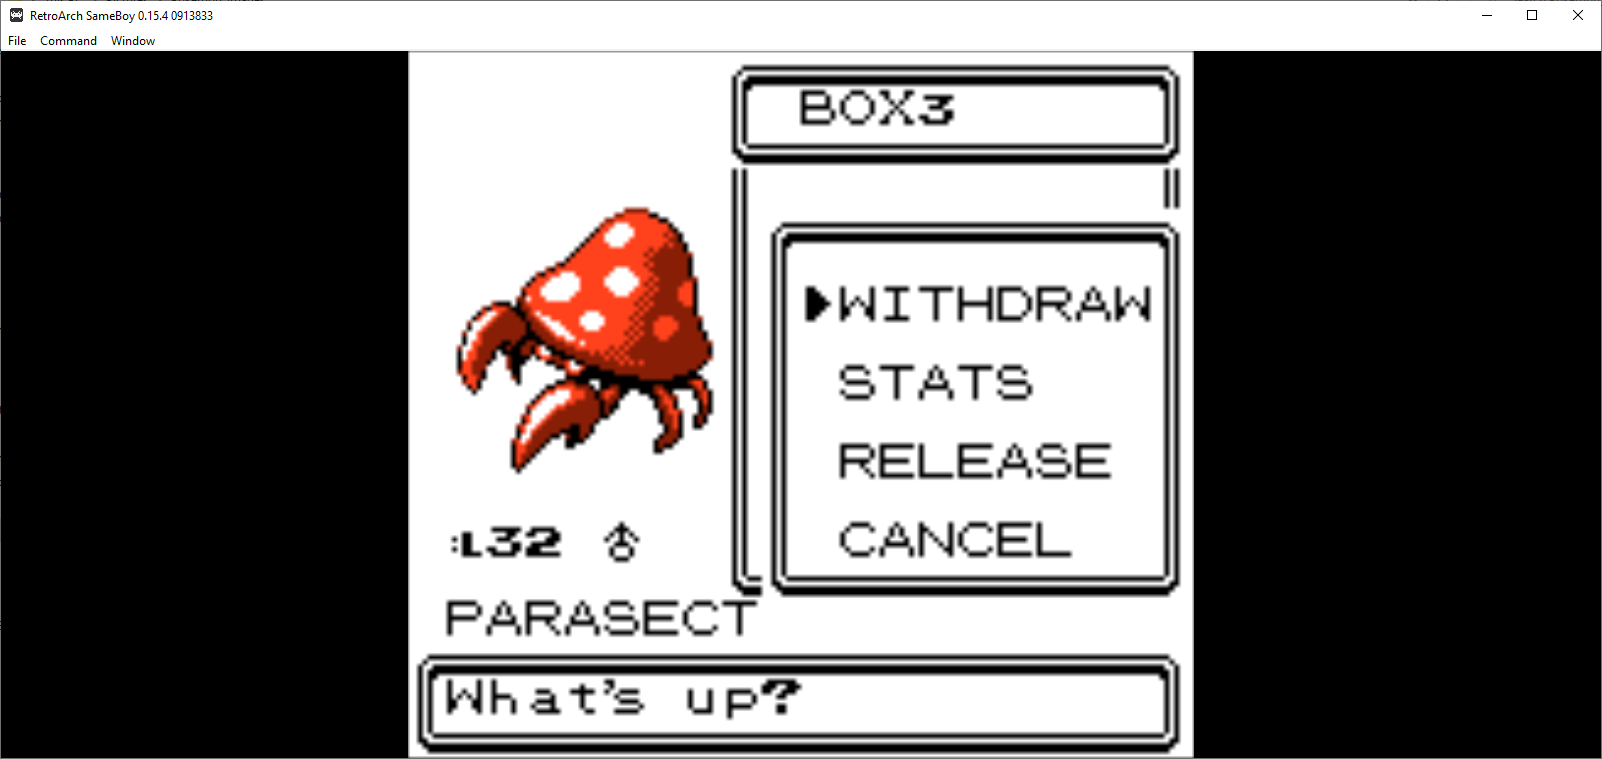 RetroArch SameBoy 0.15.4 0913833
File Command Window
BOX3
▶WITHDRAW
STATS
RELEASE
CANCEL
:L32 ♂
PARASECT
What's up?